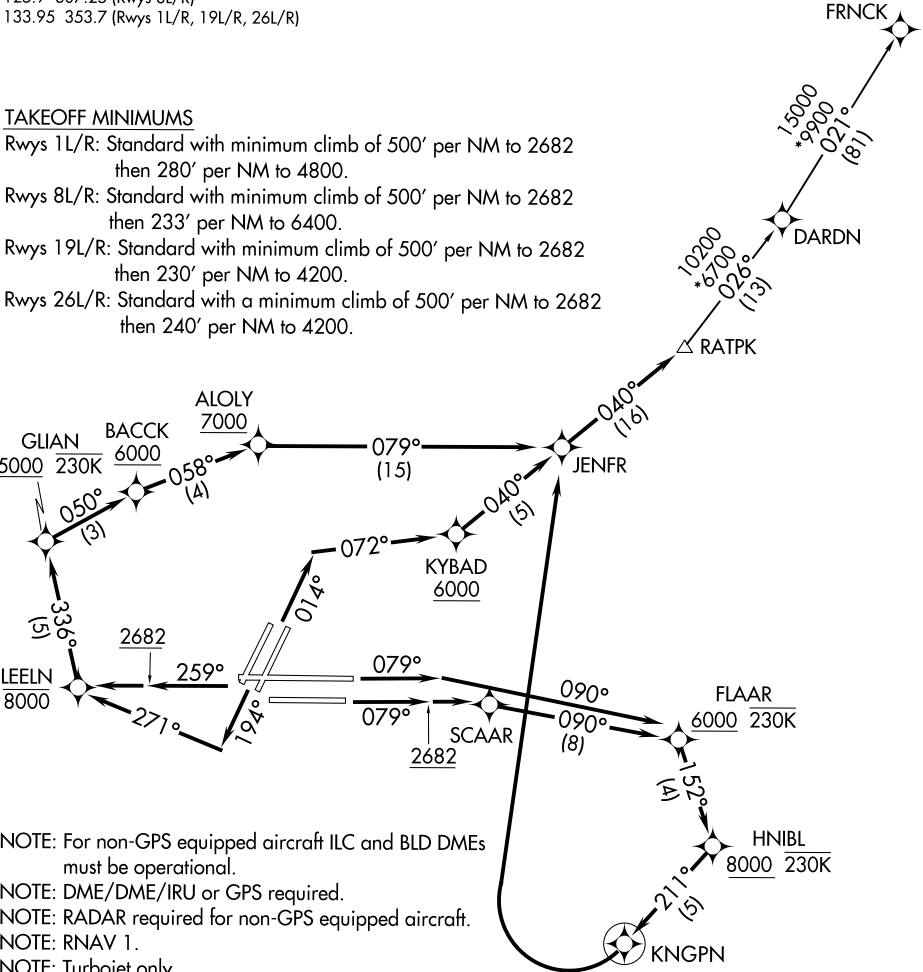 133.95 353.7 (Rwys 1L/R, 19L/R, 26L/R)
TAKEOFF MINIMUMS
Rwys 1L/R: Standard with minimum climb of 500' per NM to 2682
then 280' per NM to 4800.
Rwys 8L/R: Standard with minimum climb of 500' per NM to 2682
then 233' per NM to 6400.
Rwys 19L/R: Standard with minimum climb of 500' per NM to 2682
then 230' per NM to 4200.
Rwys 26L/R: Standard with a minimum climb of 500' per NM to 2682
then 240' per NM to 4200.
FRNCK
15000
*9900
021°
(81)
DARDN
10200
*6700
026°
(13)
RATPK
040°
(16)
JENFR
ALOLY
7000
079°
(15)
BACCK
6000
058°
(4)
GLIAN
5000 230K
050°
(3)
040°
(5)
KYBAD
6000
072°
014°
336°
(5)
2682
LEELN
8000
259°
271°
194°
079°
079°
2682
SCAAR
090°
090°
(8)
FLAAR
6000 230K
152°
(4)
HNIBL
8000 230K
211°
(5)
KNGPN
NOTE: For non-GPS equipped aircraft ILC and BLD DMEs
must be operational.
NOTE: DME/DME/IRU or GPS required.
NOTE: RADAR required for non-GPS equipped aircraft.
NOTE: RNAV 1.
NOTE: Turbojet only